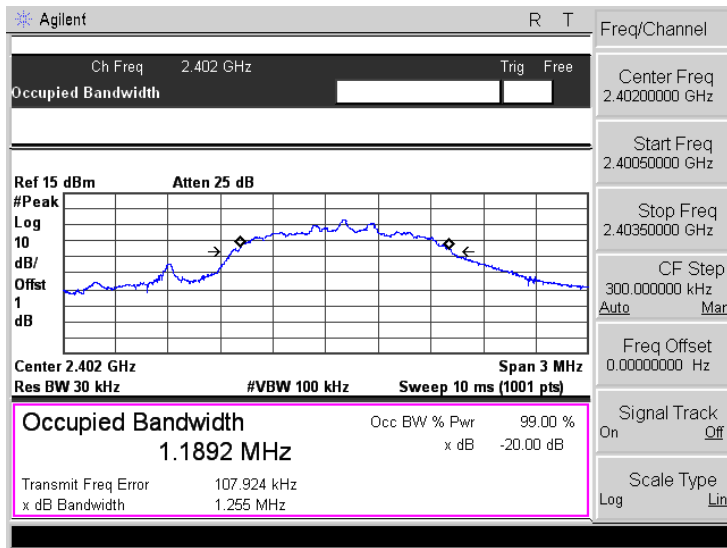 Agilent
R T
Freq/Channel
Ch Freq 2.402 GHz
Trig Free
Occupied Bandwidth
Center Freq
2.40200000 GHz
Start Freq
2.40050000 GHz
Stop Freq
2.40350000 GHz
CF Step
300.000000 kHz
Auto Man
Freq Offset
0.00000000 Hz
Signal Track
On Off
Scale Type
Log Lin
Ref 15 dBm
Atten 25 dB
#Peak
Log
10
dB/
Offst
1
dB
Center 2.402 GHz
Span 3 MHz
Res BW 30 kHz
#VBW 100 kHz
Sweep 10 ms (1001 pts)
Occupied Bandwidth
1.1892 MHz
Occ BW % Pwr 99.00 %
x dB -20.00 dB
Transmit Freq Error 107.924 kHz
x dB Bandwidth 1.255 MHz